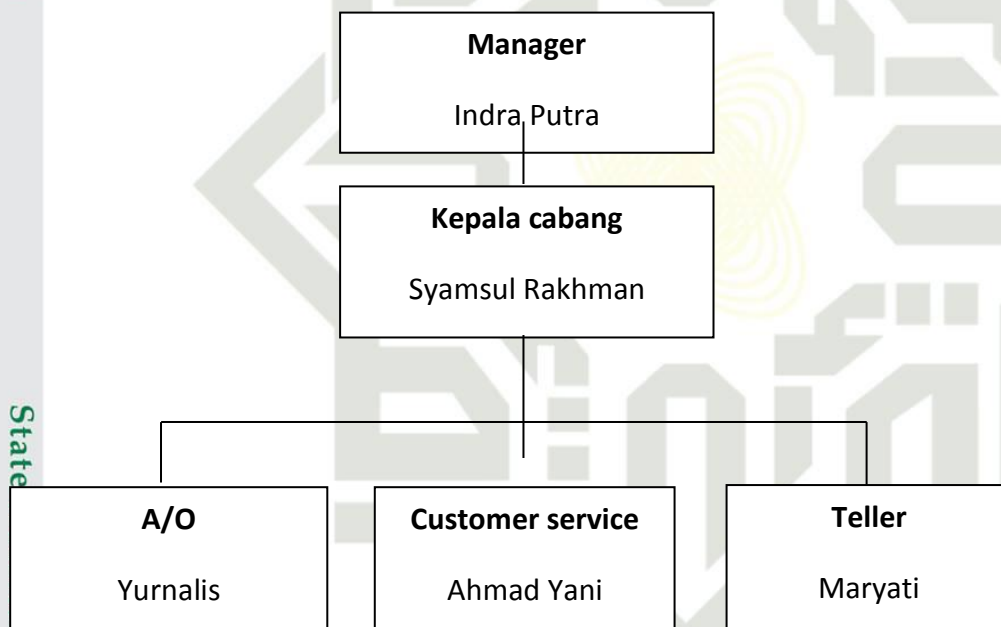 Manager
Indra Putra
Kepala cabang
Syamsul Rakhman
State
A/O
Yurnalis
Customer service
Ahmad Yani
Teller
Maryati